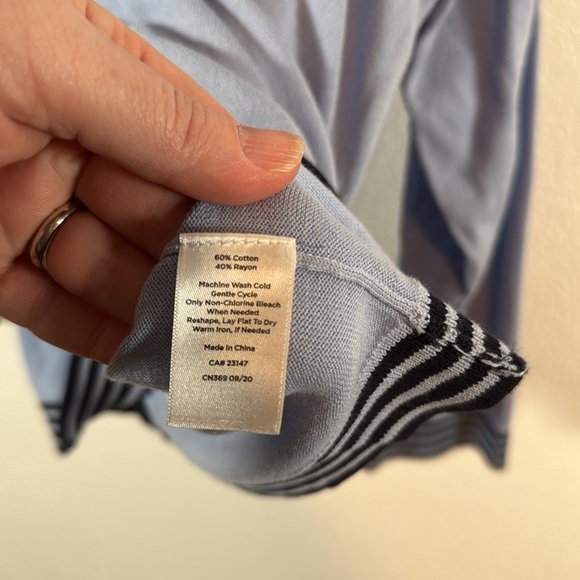 60% Cotton
40% Rayon
Machine Wash Cold
Gentle Cycle
Only Non-Chlorine Bleach
When Needed
Reshape, Lay Flat To Dry
Warm Iron, If Needed
Made in China
CA# 23147
CN369 09/20